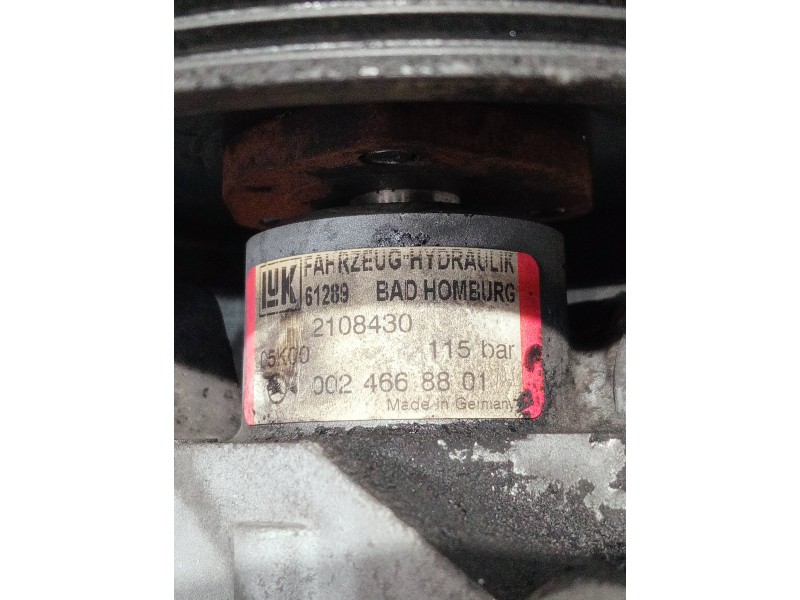 LuK FAHRZEUG-HYDRAULIK
61289 BAD HOMBURG
2108430
05K00 115 bar
002 466 88 01
Made in Germany